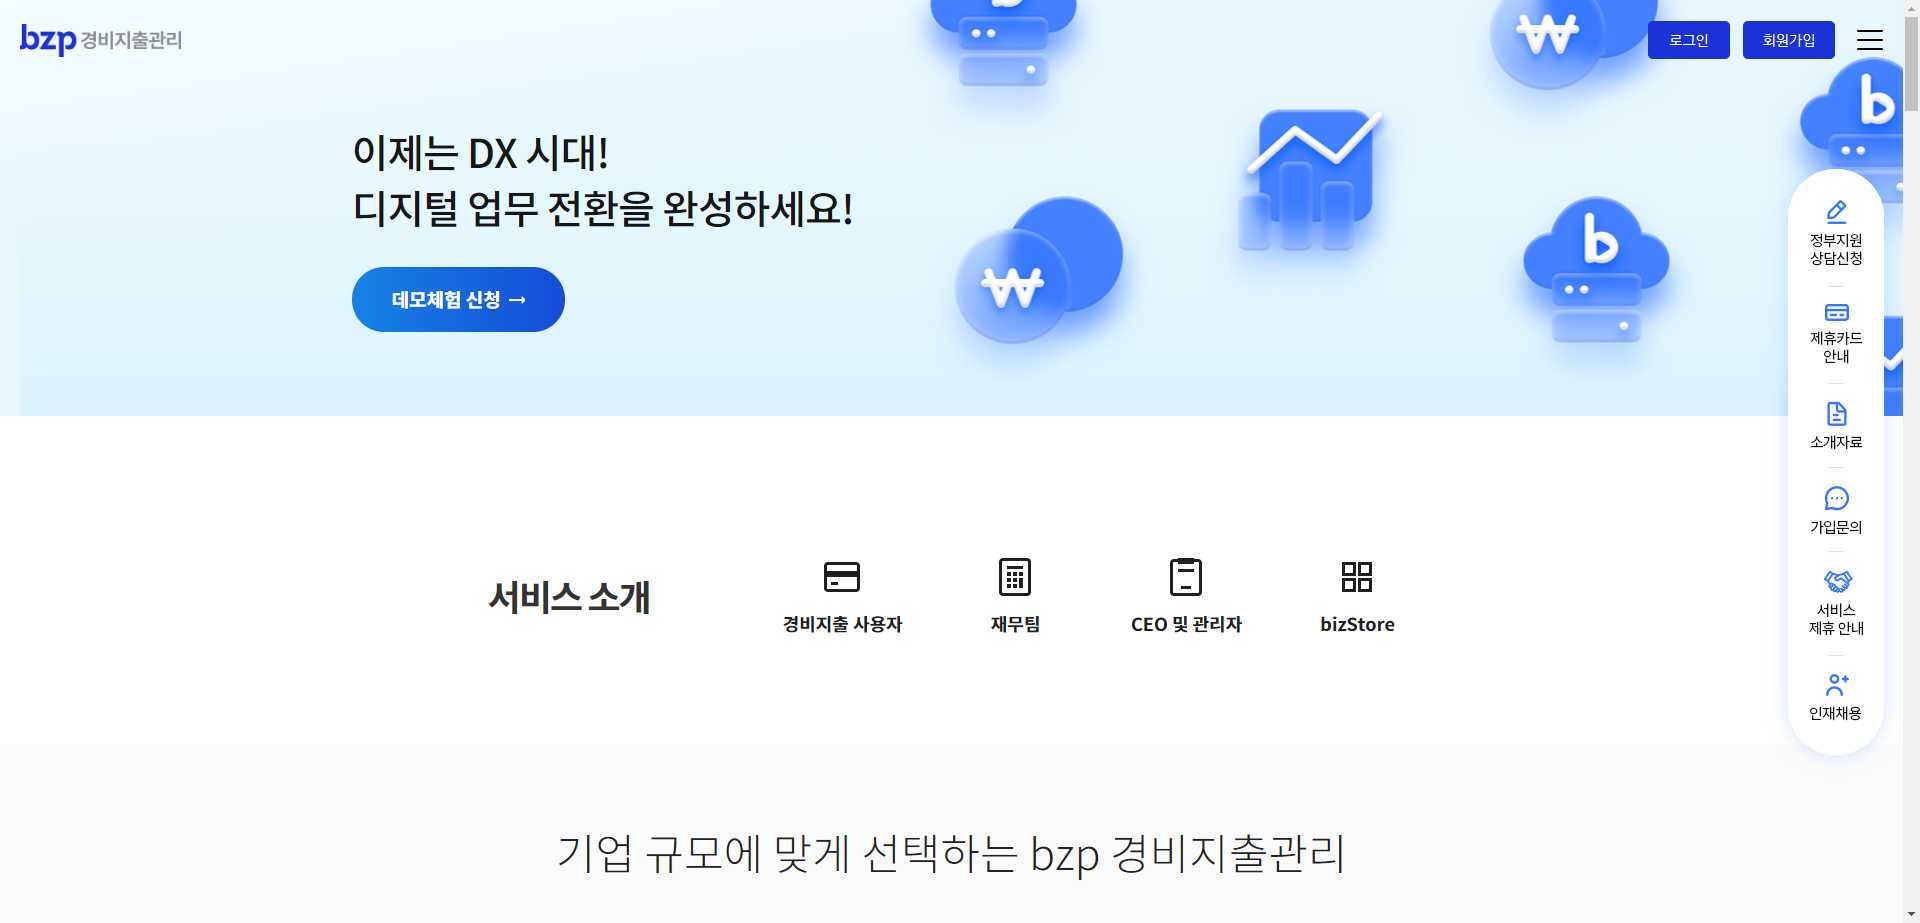 bzp 경비지출관리
로그인
회원가입
이제는 DX 시대!
디지털 업무 전환을 완성하세요!
데모체험 신청 →
정부지원
상담신청
제휴카드
안내
소개자료
가입문의
서비스
제휴 안내
인재채용
서비스 소개
경비지출 사용자
재무팀
CEO 및 관리자
bizStore
기업 규모에 맞게 선택하는 bzp 경비지출관리